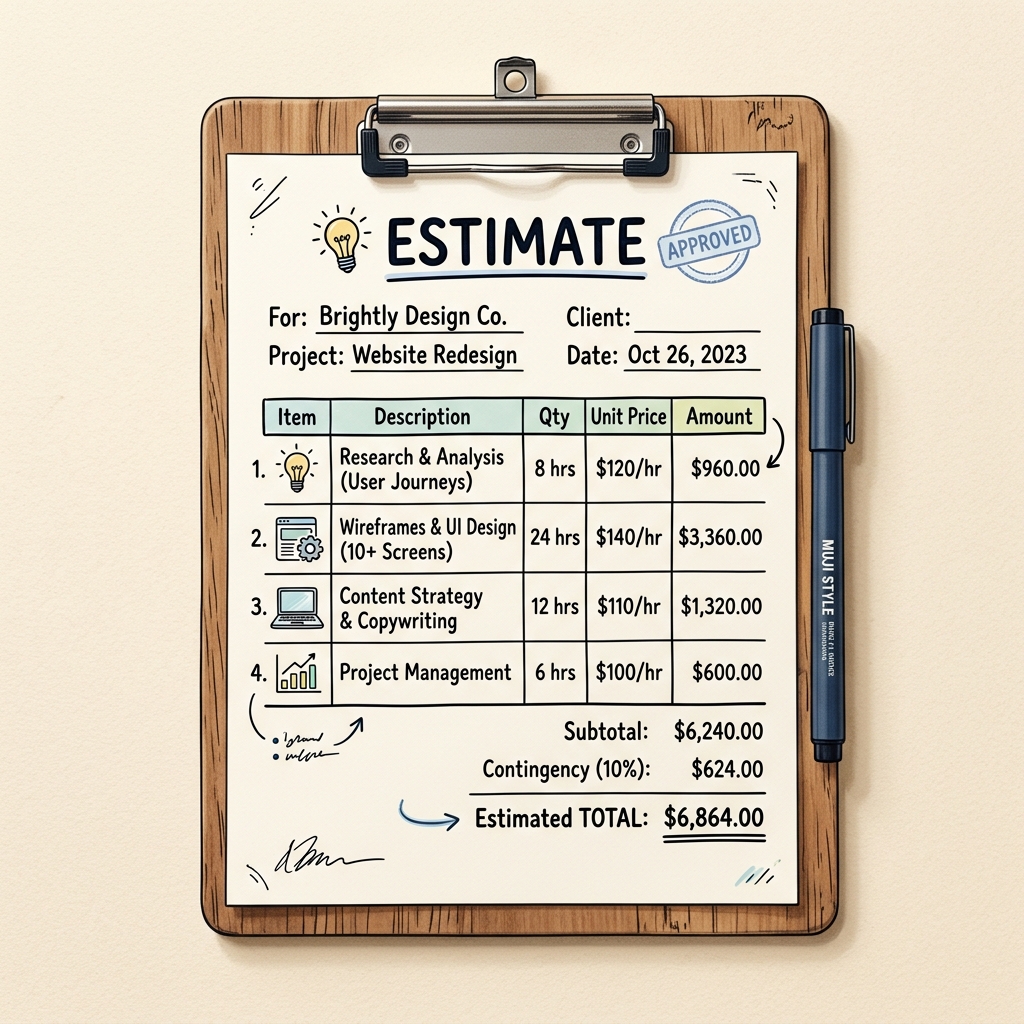 ESTIMATE
APPROVED
For: Brightly Design Co.
Client:
Project: Website Redesign
Date: Oct 26, 2023
Item Description Qty Unit Price Amount
1. Research & Analysis
(User Journeys)
8 hrs $120/hr $960.00
2. Wireframes & UI Design
(10+ Screens)
24 hrs $140/hr $3,360.00
3. Content Strategy
& Copywriting
12 hrs $110/hr $1,320.00
4. Project Management 6 hrs $100/hr $600.00
Subtotal: $6,240.00
Contingency (10%): $624.00
Estimated TOTAL: $6,864.00
MUJI STYLE